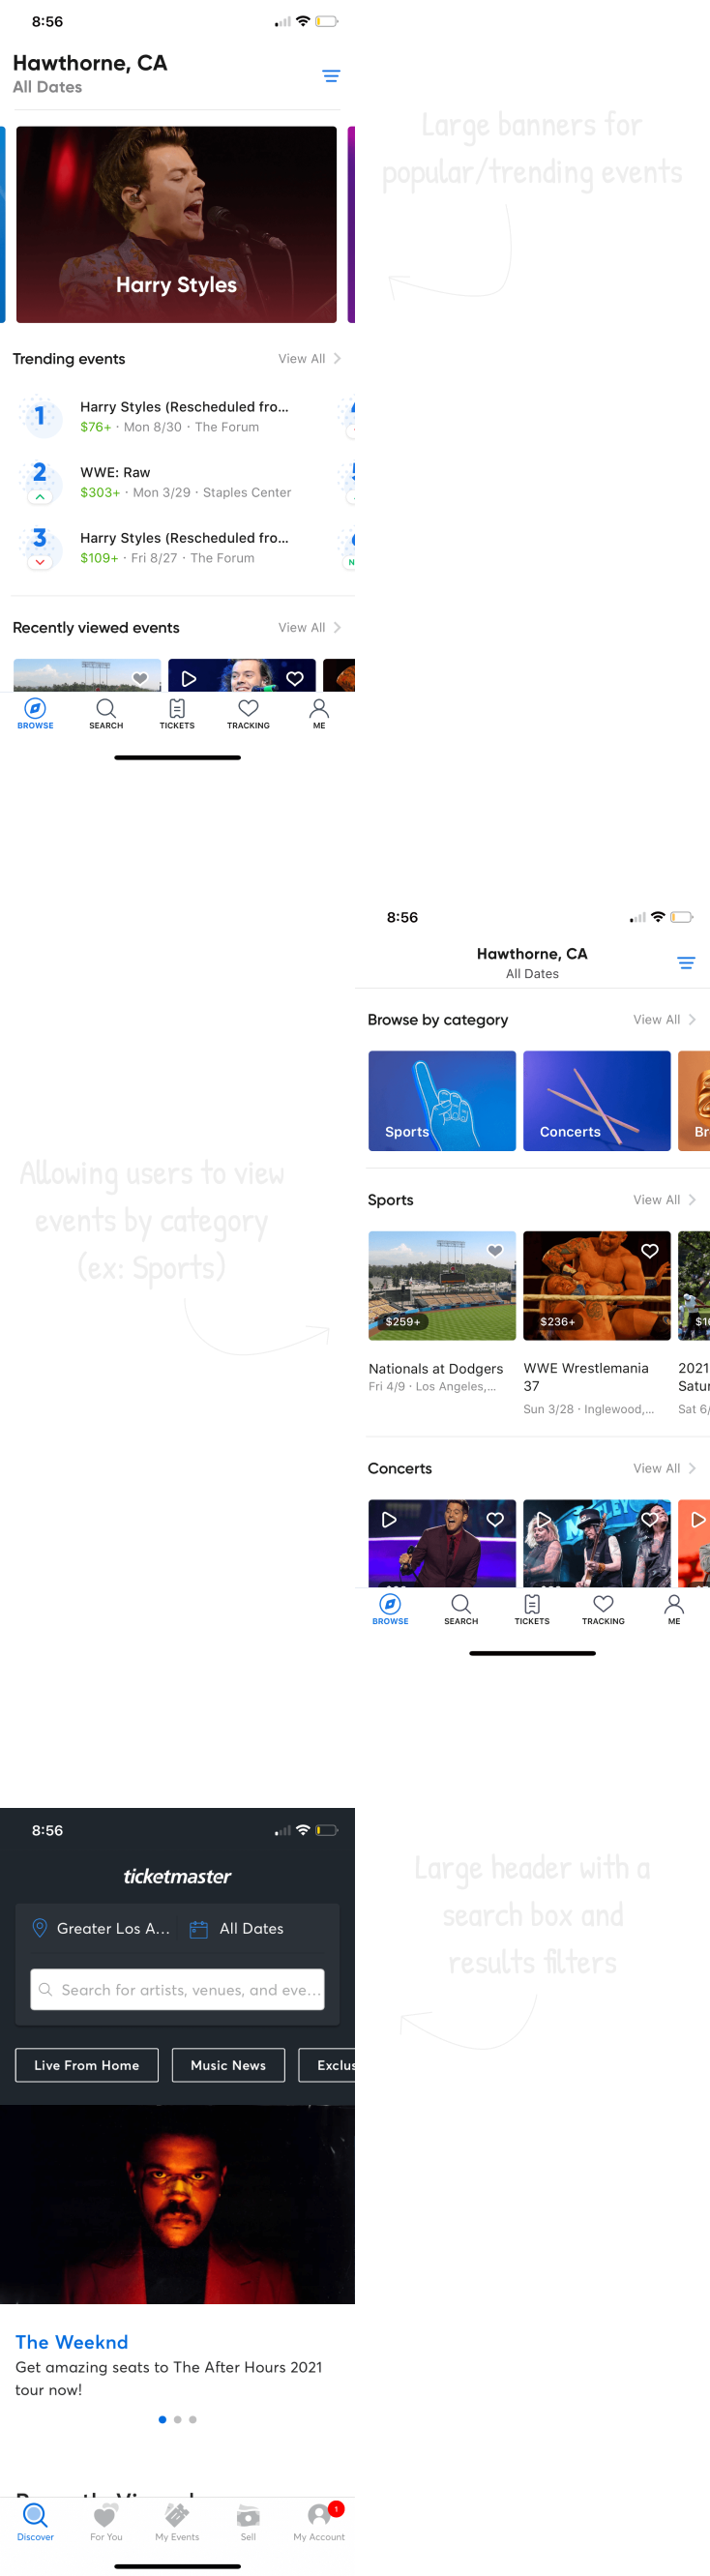 8:56
Hawthorne, CA
All Dates
Large banners for
popular/trending events
Harry Styles
Trending events
View All
1
Harry Styles (Rescheduled fro...
$76+ · Mon 8/30 · The Forum
2
WWE: Raw
$303+ · Mon 3/29 · Staples Center
3
Harry Styles (Rescheduled fro...
$109+ · Fri 8/27 · The Forum
Recently viewed events
View All
BROWSE
SEARCH
TICKETS
TRACKING
ME
8:56
Hawthorne, CA
All Dates
Browse by category
View All
Sports
Concerts
Br
Allowing users to view
events by category
(ex: Sports)
Sports
View All
$259+
$236+
Nationals at Dodgers
Fri 4/9 · Los Angeles,...
WWE Wrestlemania
37
Sun 3/28 · Inglewood,...
2021
Satur
Sat 6/
Concerts
View All
BROWSE
SEARCH
TICKETS
TRACKING
ME
8:56
ticketmaster
Greater Los A...
All Dates
Search for artists, venues, and eve...
Live From Home
Music News
Exclus
Large header with a
search box and
results filters
The Weeknd
Get amazing seats to The After Hours 2021
tour now!
Discover
For You
My Events
Sell
1
My Account